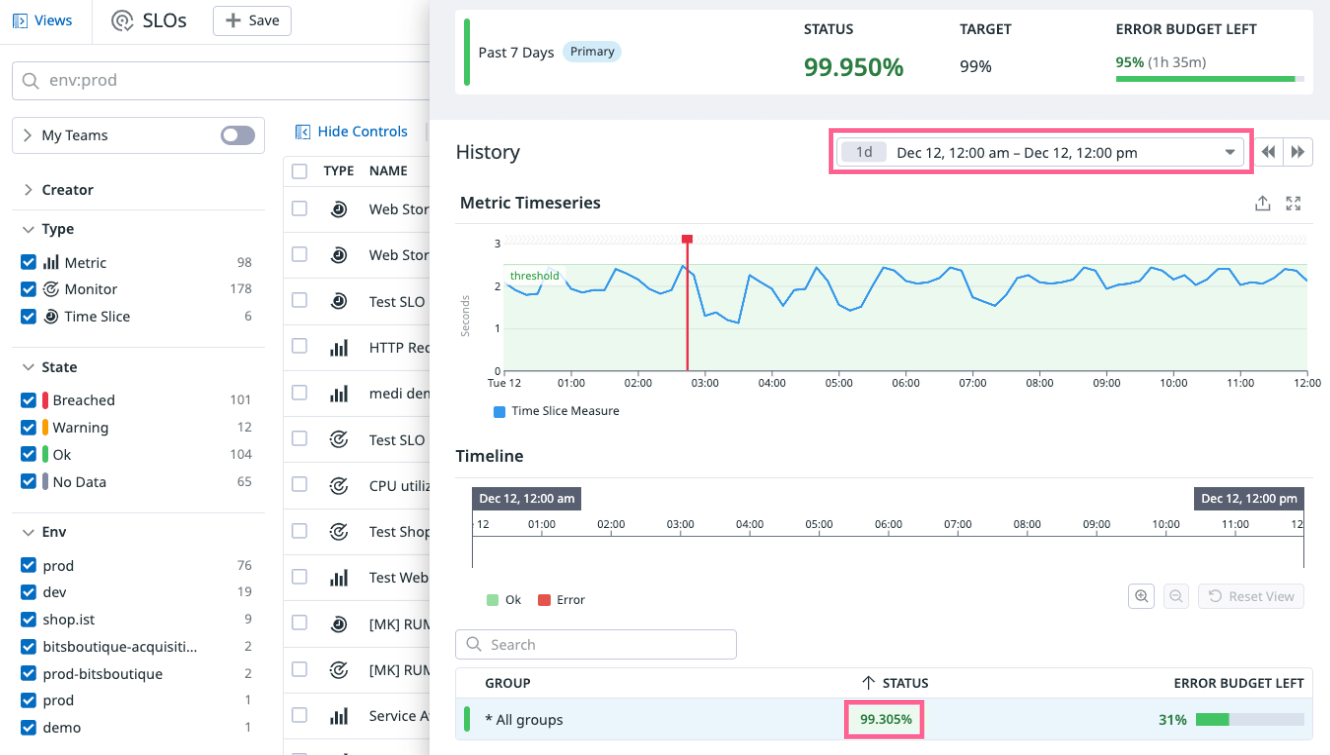 Views
SLOs
+ Save
env:prod
My Teams
Creator
Type
Metric 98
Monitor 178
Time Slice 6
State
Breached 101
Warning 12
Ok 104
No Data 65
Env
prod 76
dev 19
shop.ist 9
bitsboutique-acquisiti... 2
prod-bitsboutique 2
prod 1
demo 1
Hide Controls
TYPE NAME
Web Stor
Web Stor
Test SLO
HTTP Rec
medi den
Test SLO
CPU utiliz
Test Shop
Test Web
[MK] RUM
[MK] RUM
Service A
Past 7 Days Primary
STATUS TARGET ERROR BUDGET LEFT
99.950% 99% 95% (1h 35m)
History
1d Dec 12, 12:00 am – Dec 12, 12:00 pm
Metric Timeseries
3
threshold
2
Seconds
1
0
Tue 12 01:00 02:00 03:00 04:00 05:00 06:00 07:00 08:00 09:00 10:00 11:00 12:00
Time Slice Measure
Timeline
Dec 12, 12:00 am Dec 12, 12:00 pm
12 01:00 02:00 03:00 04:00 05:00 06:00 07:00 08:00 09:00 10:00 11:00 12
Ok Error
Reset View
Search
GROUP STATUS ERROR BUDGET LEFT
* All groups 99.305% 31%